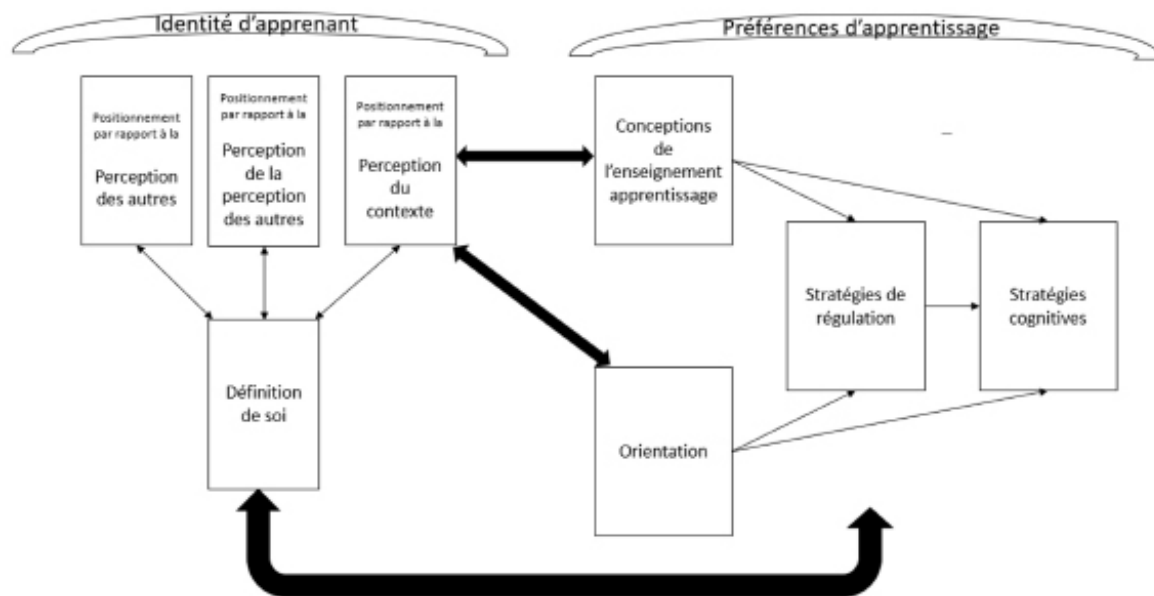 Identité d'apprenant
Préférences d'apprentissage
Positionnement
par rapport à la
Perception
des autres
Positionnement
par rapport à la
Perception
de la
perception
des autres
Positionnement
par rapport à la
Perception
du
contexte
Conceptions
de
l'enseignement
apprentissage
Stratégies de
régulation
Stratégies
cognitives
Définition
de soi
Orientation